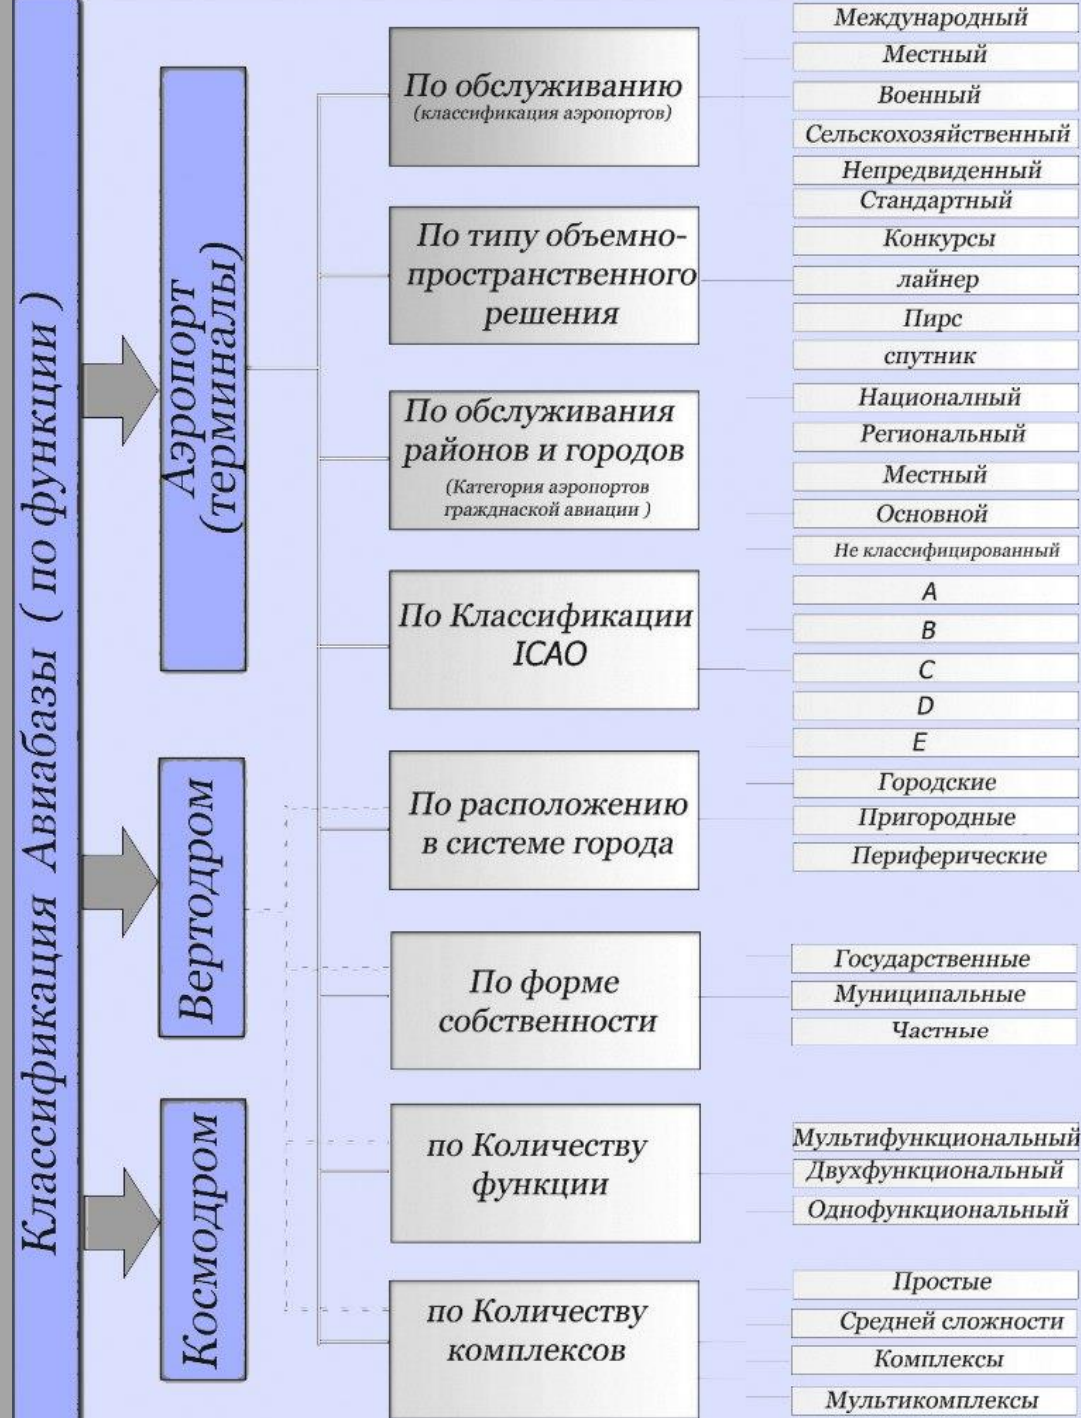 Классификация Авиабазы ( по функции )
Аэропорт
(терминалы)
Вертодром
Космодром
По обслуживанию
(классификация аэропортов)
Международный
Местный
Военный
Сельскохозяйственный
Непредвиденный
По типу объемно-
пространственного
решения
Стандартный
Конкурсы
лайнер
Пирс
спутник
По обслуживания
районов и городов
(Категория аэропортов
гражднаской авиации )
Националный
Региональный
Местный
Основной
Не классифицированный
По Классификации
ICAO
A
B
C
D
E
По расположению
в системе города
Городские
Пригородные
Периферические
По форме
собственности
Государственные
Муниципальные
Частные
по Количеству
функции
Мультифункциональный
Двухфункциональный
Однофункциональный
по Количеству
комплексов
Простые
Средней сложности
Комплексы
Мультикомплексы